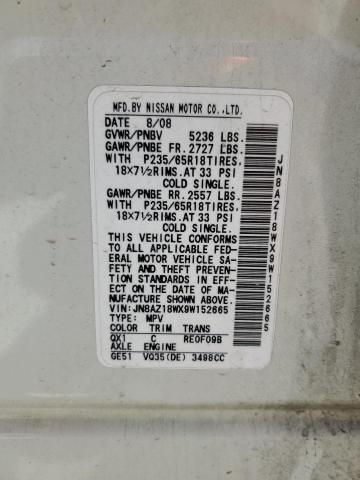 MFD.BY NISSAN MOTOR CO.,LTD.
DATE 8/08
GVWR/PNBV 5236 LBS.
GAWR/PNBE FR.2727 LBS.
WITH P235/65R18TIRES,
18X7½RIMS.AT 33 PSI
COLD SINGLE.
GAWR/PNBE RR.2557 LBS.
WITH P235/65R18TIRES,
18X7½RIMS.AT 33 PSI
COLD SINGLE.
THIS VEHICLE CONFORMS
TO ALL APPLICABLE FED-
ERAL MOTOR VEHICLE SA-
FETY AND THEFT PREVEN-
TION STANDARDS IN EFF-
ECT ON THE DATE OF MA-
NUFACTURE SHOWN ABOVE.
VIN:JN8AZ18WX9W152665
TYPE: MPV
COLOR TRIM TRANS
QX1 C RE0F09B
AXLE ENGINE
GE51 VQ35(DE) 3498CC
JN8AZ18WX9W152665